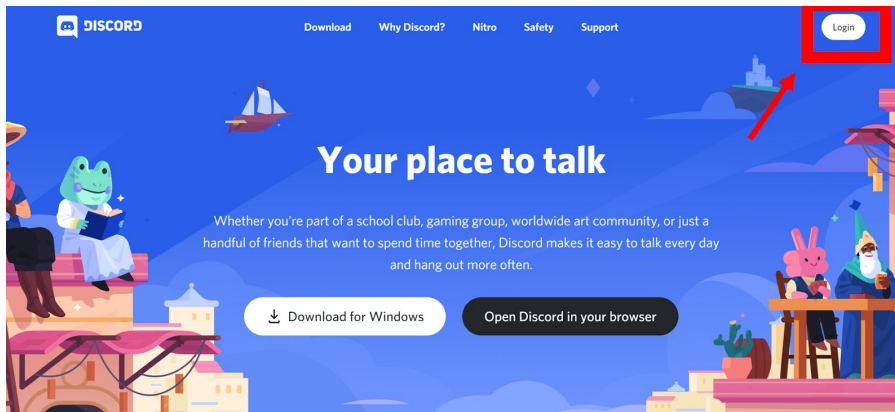 DISCORD
Download Why Discord? Nitro Safety Support
Login
Your place to talk
Whether you're part of a school club, gaming group, worldwide art community, or just a
handful of friends that want to spend time together, Discord makes it easy to talk every day
and hang out more often.
Download for Windows
Open Discord in your browser